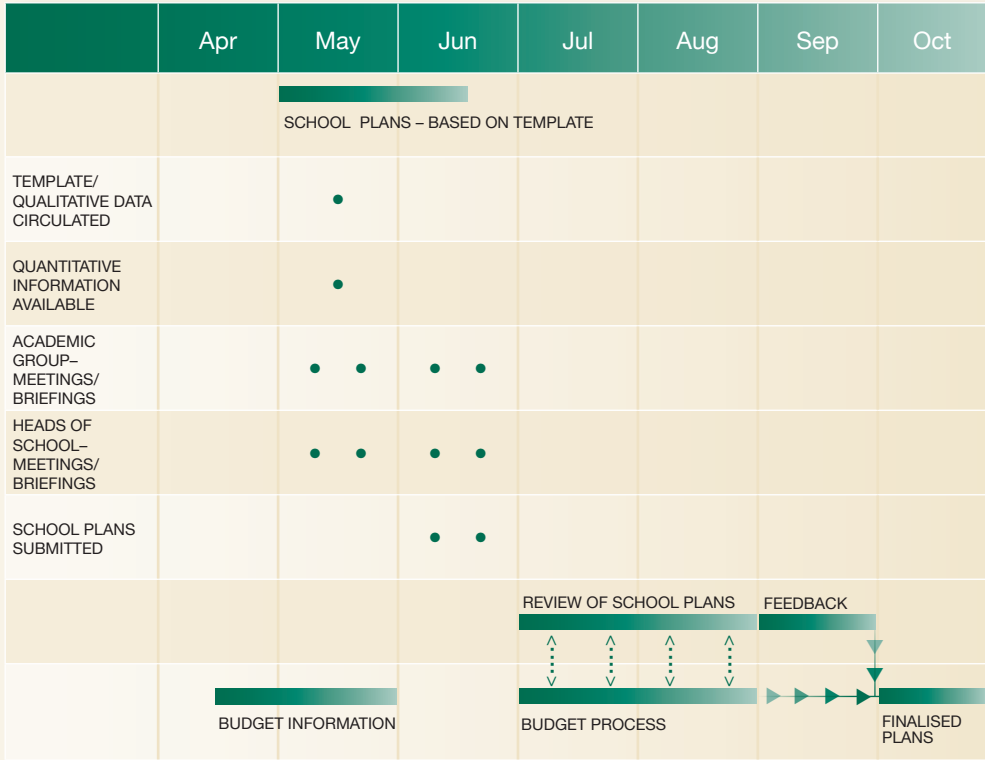 Apr May Jun Jul Aug Sep Oct
SCHOOL PLANS – BASED ON TEMPLATE
TEMPLATE/
QUALITATIVE DATA
CIRCULATED
QUANTITATIVE
INFORMATION
AVAILABLE
ACADEMIC
GROUP–
MEETINGS/
BRIEFINGS
HEADS OF
SCHOOL–
MEETINGS/
BRIEFINGS
SCHOOL PLANS
SUBMITTED
REVIEW OF SCHOOL PLANS FEEDBACK
BUDGET INFORMATION BUDGET PROCESS FINALISED
PLANS